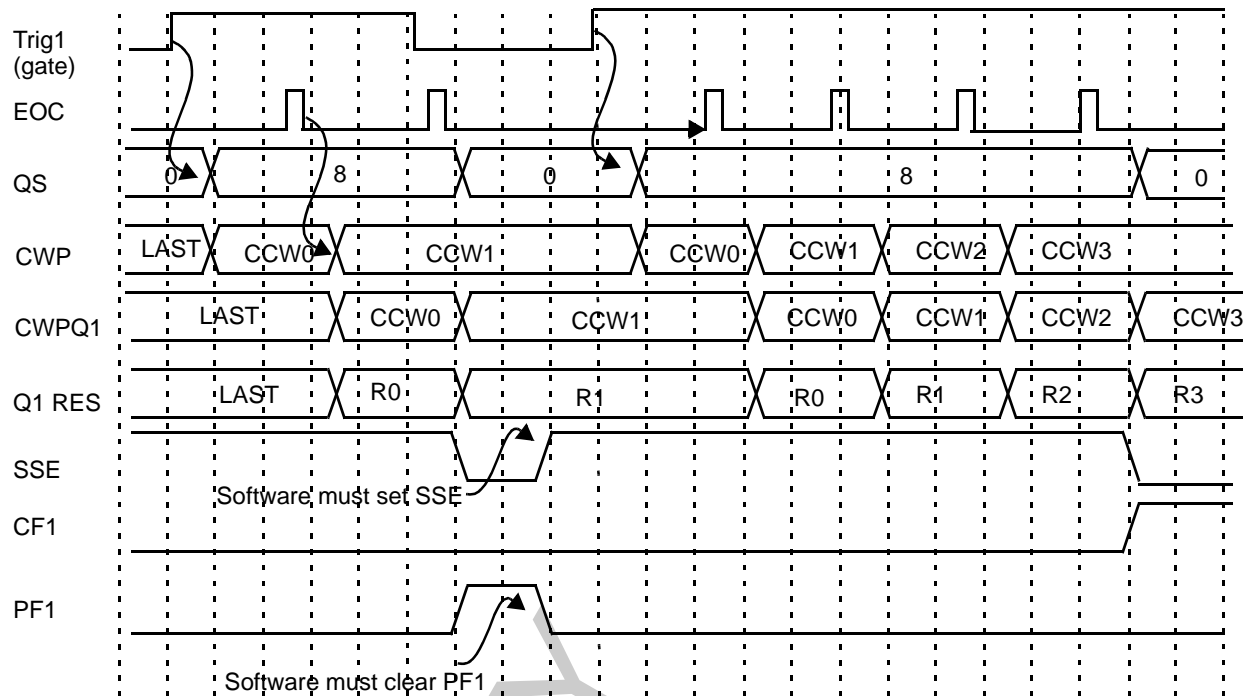 Trig1
(gate)
EOC
QS 0 8 0 8 0
CWP LAST CCW0 CCW1 CCW0 CCW1 CCW2 CCW3
CWPQ1 LAST CCW0 CCW1 CCW0 CCW1 CCW2 CCW3
Q1 RES LAST R0 R1 R0 R1 R2 R3
SSE
Software must set SSE
CF1
PF1
Software must clear PF1